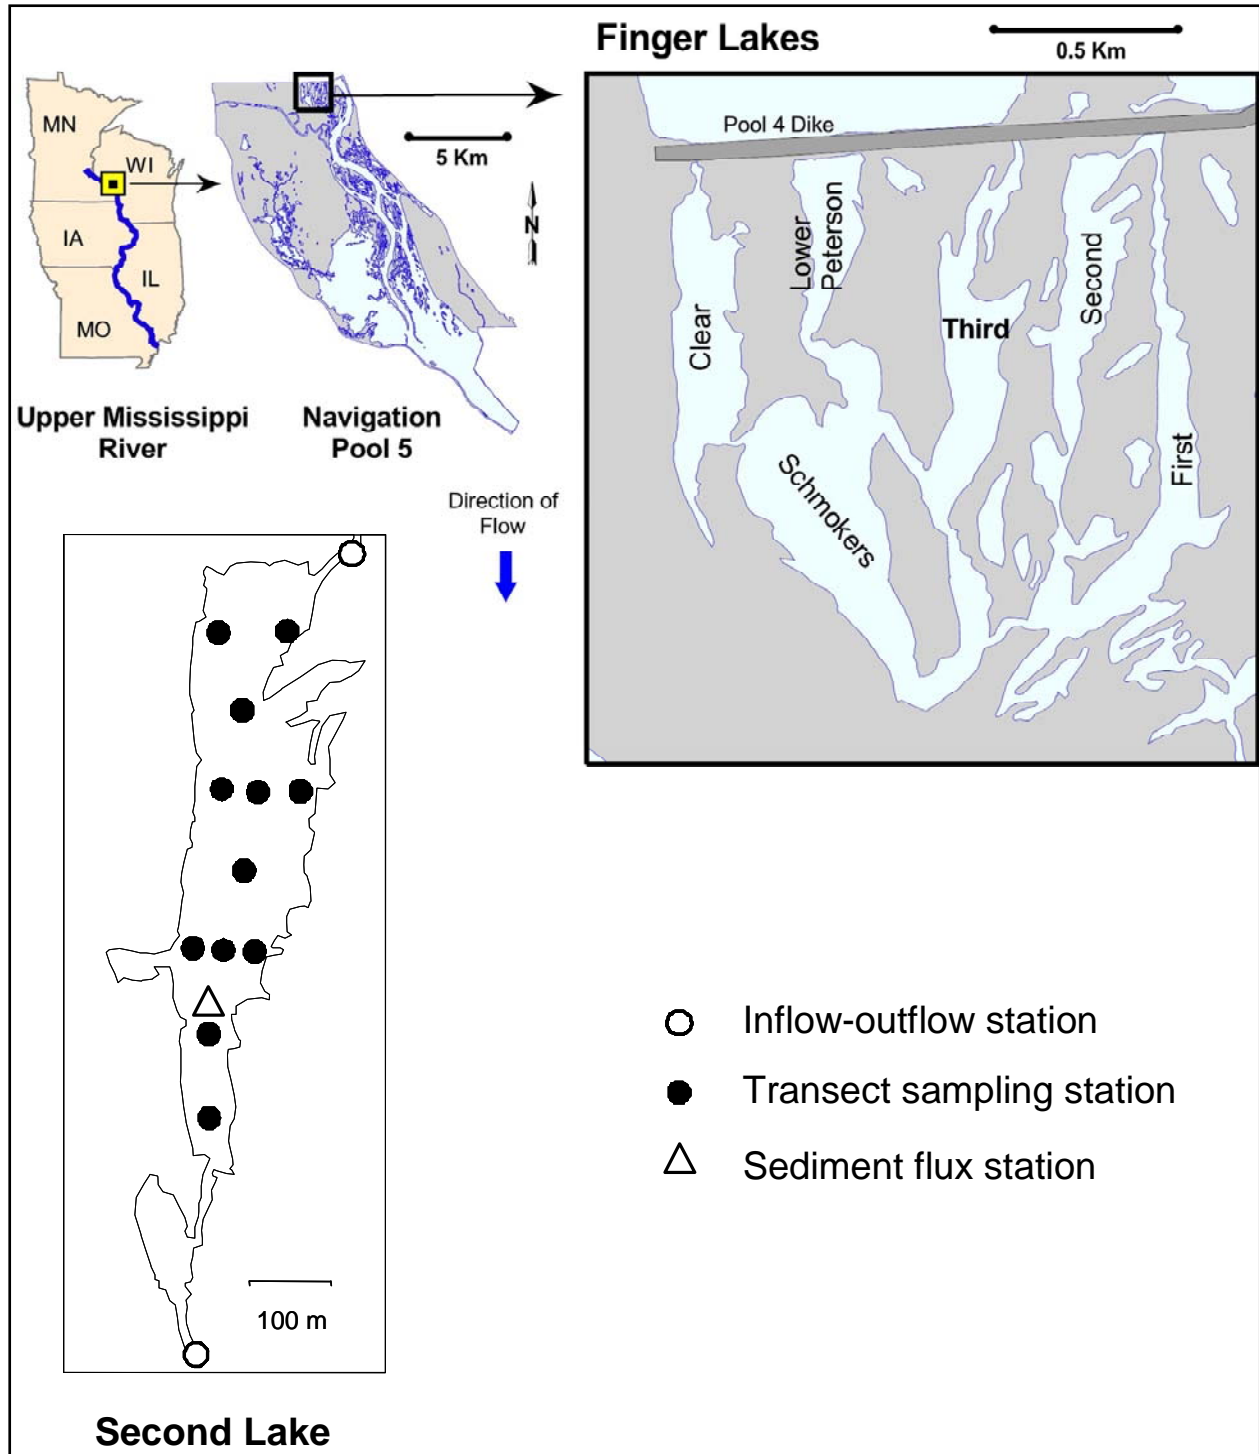 Finger Lakes
0.5 Km
MN
WI
IA
IL
MO
5 Km
N
Upper Mississippi
River
Navigation
Pool 5
Pool 4 Dike
Clear
Lower
Peterson
Third
Second
First
Schmokers
Direction of
Flow
100 m
Second Lake
Inflow-outflow station
Transect sampling station
Sediment flux station